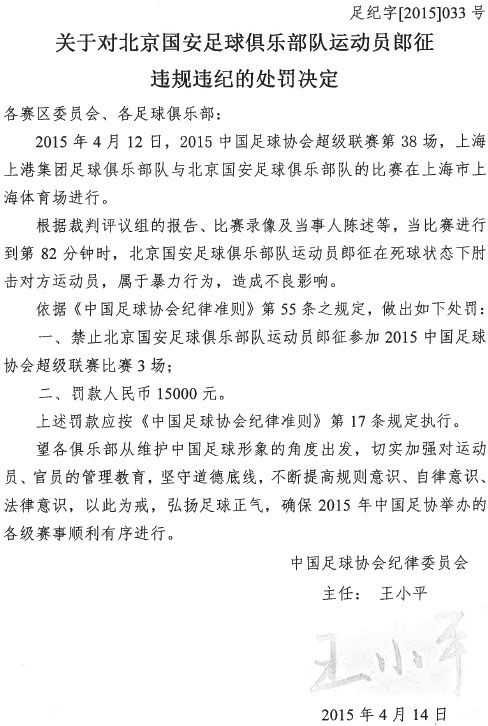 足纪字[2015]033 号
关于对北京国安足球俱乐部队运动员郎征
违规违纪的处罚决定
各赛区委员会、各足球俱乐部：
2015 年 4 月 12 日，2015 中国足球协会超级联赛第 38 场，上海
上港集团足球俱乐部队与北京国安足球俱乐部队的比赛在上海市上
海体育场进行。
根据裁判评议组的报告、比赛录像及当事人陈述等，当比赛进行
到第 82 分钟时，北京国安足球俱乐部队运动员郎征在死球状态下肘
击对方运动员，属于暴力行为，造成不良影响。
依据《中国足球协会纪律准则》第 55 条之规定，做出如下处罚：
一、禁止北京国安足球俱乐部队运动员郎征参加 2015 中国足球
协会超级联赛比赛 3 场；
二、罚款人民币 15000 元。
上述罚款应按《中国足球协会纪律准则》第 17 条规定执行。
望各俱乐部从维护中国足球形象的角度出发，切实加强对运动
员、官员的管理教育，坚守道德底线，不断提高规则意识、自律意识、
法律意识，以此为戒，弘扬足球正气，确保 2015 年中国足协举办的
各级赛事顺利有序进行。
中国足球协会纪律委员会
主任： 王小平
王小平
2015 年 4 月 14 日